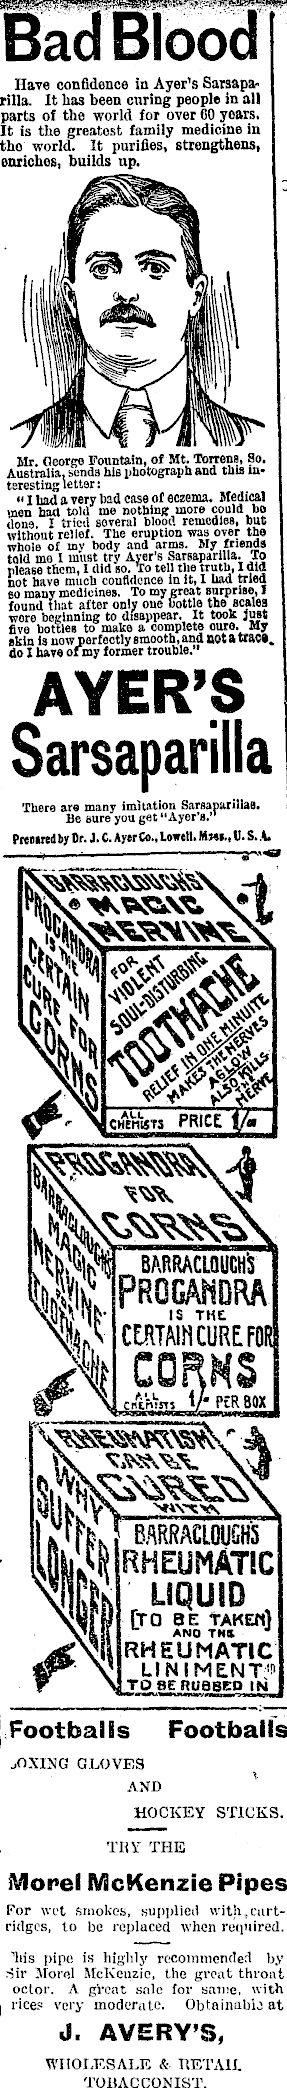 Bad Blood
Have confidence in Ayer's Sarsapa-
rilla. It has been curing people in all
parts of the world for over 60 years.
It is the greatest family medicine in
the world. It purifies, strengthens,
enriches, builds up.
Mr. George Fountain, of Mt. Torrens, So.
Australia, sends his photograph and this in-
teresting letter:
"I had a very bad case of eczema. Medical
men had told me nothing more could be
done. I tried several blood remedies, but
without relief. The eruption was over the
whole of my body and arms. My friends
told me I must try Ayer's Sarsaparilla. To
please them, I did so. To tell the truth, I did
not have much confidence in it, I had tried
so many medicines. To my great surprise, I
found that after only one bottle the scales
were beginning to disappear. It took just
five bottles to make a complete cure. My
skin is now perfectly smooth, and not a trace
do I have of my former trouble."
AYER'S
Sarsaparilla
There are many imitation Sarsaparillas.
Be sure you get "Ayer's."
Prepared by Dr. J. C. Ayer Co., Lowell, Mass., U. S. A.
BARRACLOUGH'S
MAGIC
NERVINE
PROGANDRA
IS THE
CERTAIN
CURE FOR
CORNS
FOR
VIOLENT
SOUL-DISTURBING
TOOTHACHE
RELIEF IN ONE MINUTE
MAKES THE NERVES
AGLOW
ALSO KILLS
THE
NERVE
ALL
CHEMISTS PRICE 1/-
PROGANDRA
FOR
CORNS
BARRACLOUGH'S
MAGIC
NERVINE
FOR
TOOTHACHE
BARRACLOUGH'S
PROGANDRA
IS THE
CERTAIN CURE FOR
CORNS
ALL
CHEMISTS 1/- PER BOX
RHEUMATISM
CAN BE
CURED
WITH
WHY
SUFFER
LONGER
BARRACLOUGHS
RHEUMATIC
LIQUID
(TO BE TAKEN)
AND THE
RHEUMATIC
LINIMENT
TO BE RUBBED IN
Footballs Footballs
OXING GLOVES
AND
HOCKEY STICKS.
TRY THE
Morel McKenzie Pipes
For wet smokes, supplied with cart-
ridges, to be replaced when required.
his pipe is highly recommended by
Sir Morel McKenzie, the great throat
octor. A great sale for same, with
rices very moderate. Obtainable at
J. AVERY'S,
WHOLESALE & RETAIL
TOBACCONIST.